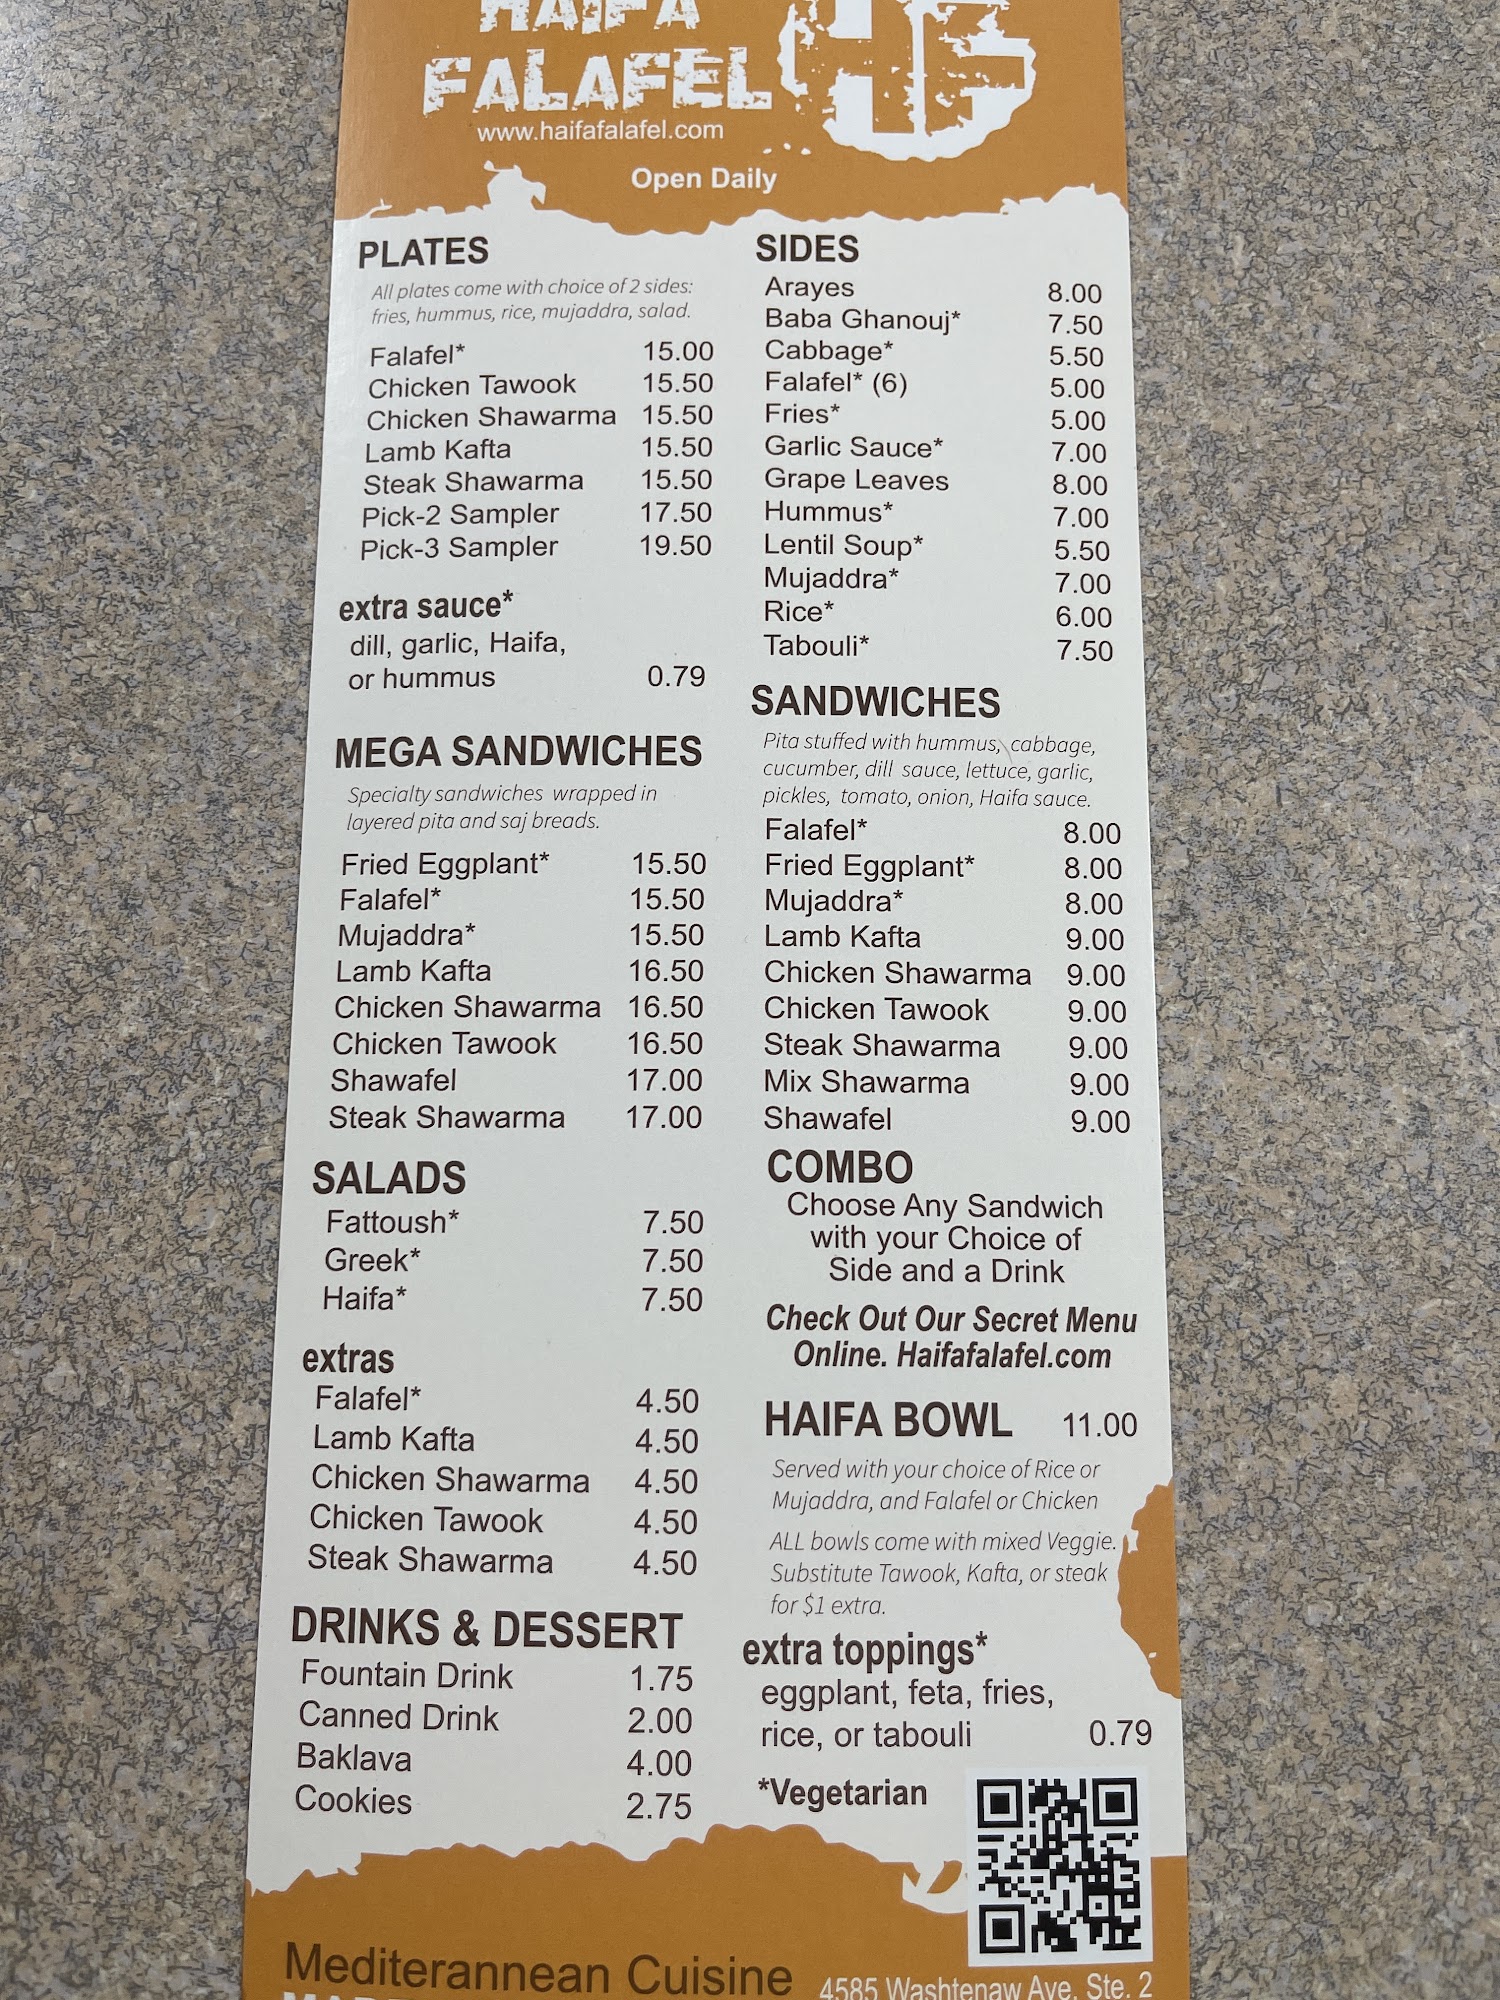 HAIFA
FALAFEL
HF
www.haifafalafel.com
Open Daily
PLATES
All plates come with choice of 2 sides:
fries, hummus, rice, mujaddra, salad.
Falafel* 15.00
Chicken Tawook 15.50
Chicken Shawarma 15.50
Lamb Kafta 15.50
Steak Shawarma 15.50
Pick-2 Sampler 17.50
Pick-3 Sampler 19.50
extra sauce*
dill, garlic, Haifa,
or hummus 0.79
MEGA SANDWICHES
Specialty sandwiches wrapped in
layered pita and saj breads.
Fried Eggplant* 15.50
Falafel* 15.50
Mujaddra* 15.50
Lamb Kafta 16.50
Chicken Shawarma 16.50
Chicken Tawook 16.50
Shawafel 17.00
Steak Shawarma 17.00
SALADS
Fattoush* 7.50
Greek* 7.50
Haifa* 7.50
extras
Falafel* 4.50
Lamb Kafta 4.50
Chicken Shawarma 4.50
Chicken Tawook 4.50
Steak Shawarma 4.50
DRINKS & DESSERT
Fountain Drink 1.75
Canned Drink 2.00
Baklava 4.00
Cookies 2.75
SIDES
Arayes 8.00
Baba Ghanouj* 7.50
Cabbage* 5.50
Falafel* (6) 5.00
Fries* 5.00
Garlic Sauce* 7.00
Grape Leaves 8.00
Hummus* 7.00
Lentil Soup* 5.50
Mujaddra* 7.00
Rice* 6.00
Tabouli* 7.50
SANDWICHES
Pita stuffed with hummus, cabbage,
cucumber, dill sauce, lettuce, garlic,
pickles, tomato, onion, Haifa sauce.
Falafel* 8.00
Fried Eggplant* 8.00
Mujaddra* 8.00
Lamb Kafta 9.00
Chicken Shawarma 9.00
Chicken Tawook 9.00
Steak Shawarma 9.00
Mix Shawarma 9.00
Shawafel 9.00
COMBO
Choose Any Sandwich
with your Choice of
Side and a Drink
Check Out Our Secret Menu
Online. Haifafalafel.com
HAIFA BOWL 11.00
Served with your choice of Rice or
Mujaddra, and Falafel or Chicken
ALL bowls come with mixed Veggie.
Substitute Tawook, Kafta, or steak
for $1 extra.
extra toppings*
eggplant, feta, fries,
rice, or tabouli 0.79
*Vegetarian
Mediterannean Cuisine
4585 Washtenaw Ave. Ste. 2